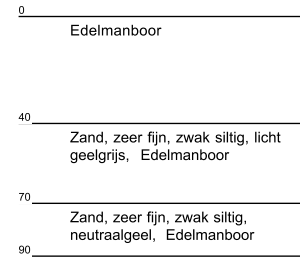 0
Edelmanboor
40
Zand, zeer fijn, zwak siltig, licht
geelgrijs, Edelmanboor
70
Zand, zeer fijn, zwak siltig,
neutraalgeel, Edelmanboor
90